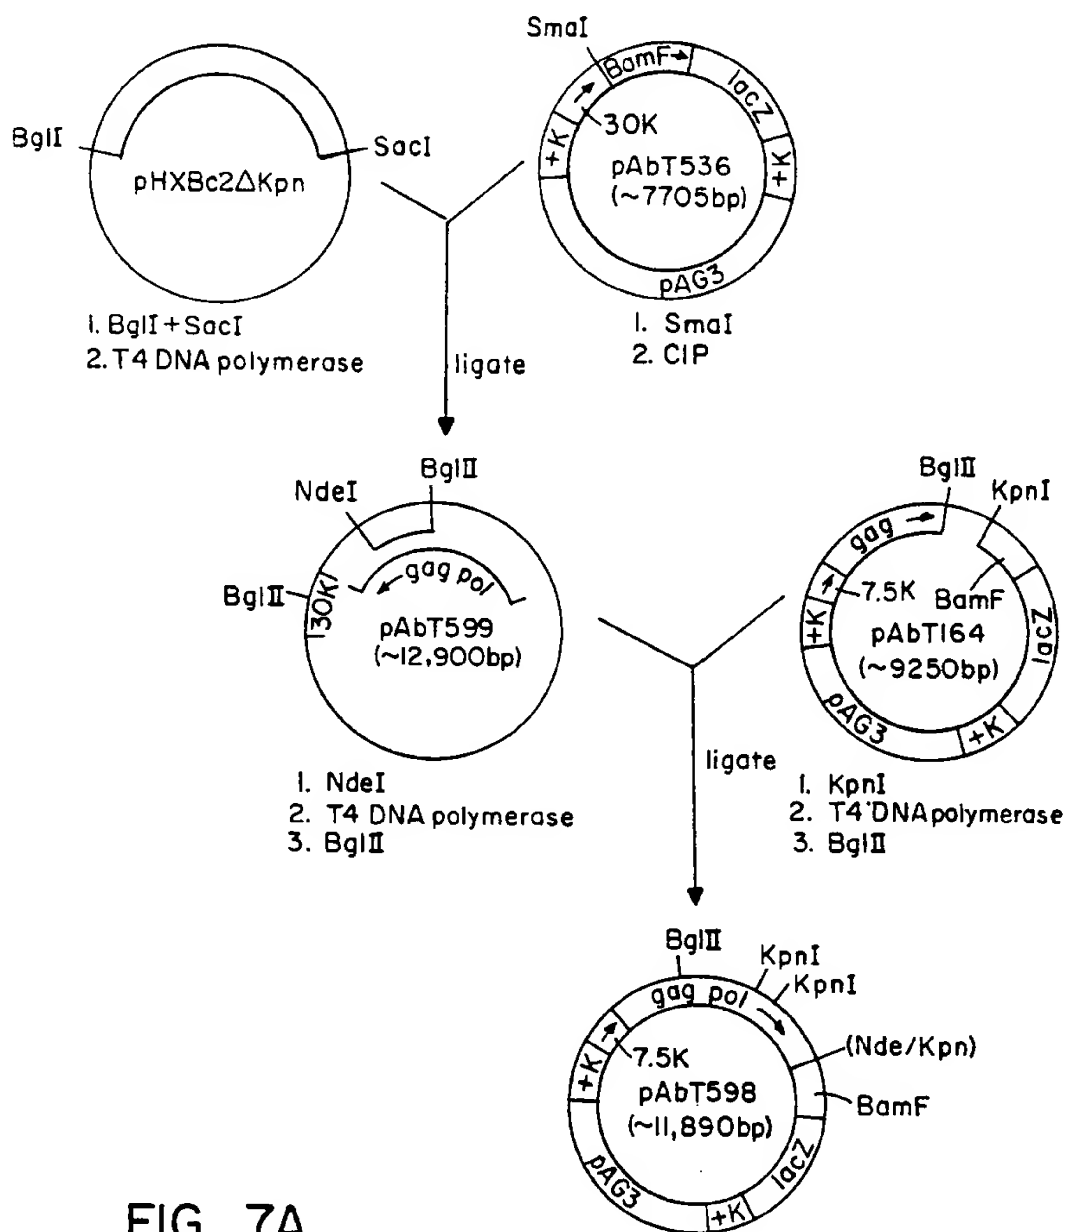 SmaI
BamF
lacZ
30K
+K
+K
pAbT536
(~7705bp)
pAG3
BglI
SacI
pHXBc2ΔKpn
1. BglI+SacI
2. T4 DNA polymerase
1. SmaI
2. CIP
ligate
BglII
NdeI
BglII
30K
gag pol
pAbT599
(~12,900bp)
BglII
KpnI
gag
7.5K
BamF
+K
pAbT164
(~9250bp)
lacZ
pAG3
+K
1. NdeI
2. T4 DNA polymerase
3. BglII
ligate
1. KpnI
2. T4 DNA polymerase
3. BglII
BglII
KpnI
KpnI
gag pol
(Nde/Kpn)
7.5K
+K
pAbT598
(~11,890bp)
BamF
lacZ
pAG3
+K
FIG. 7A